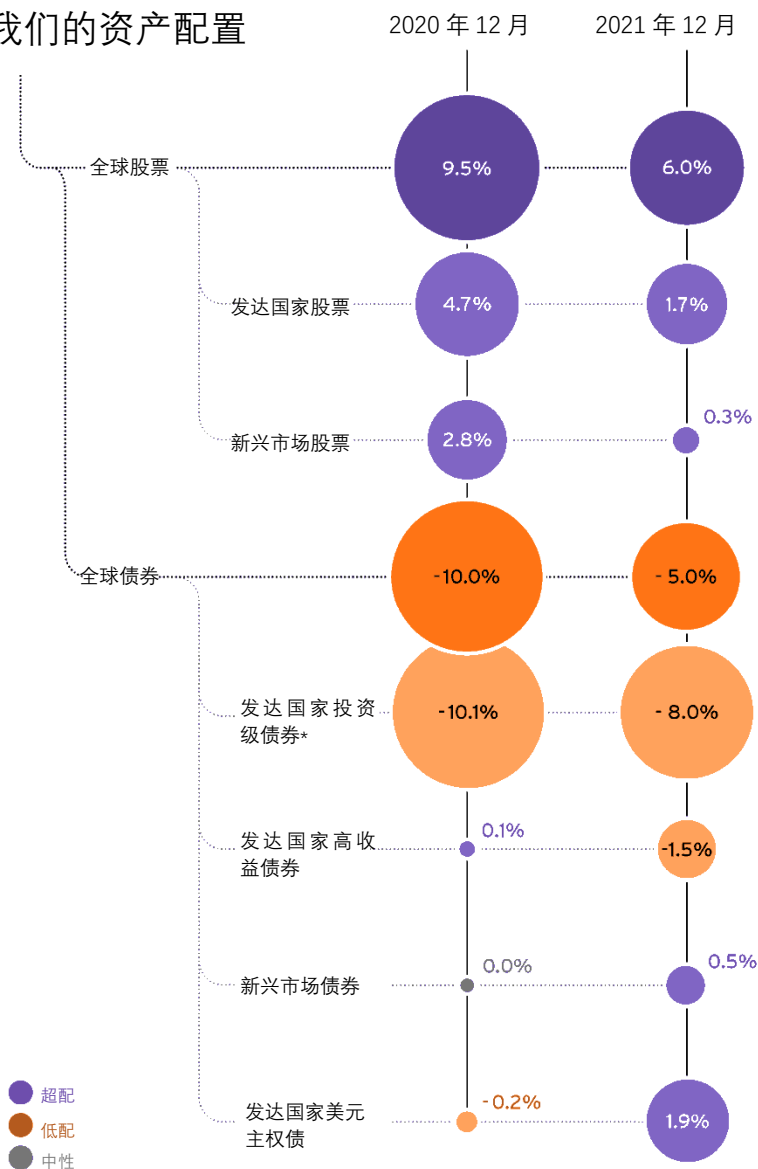 我们的资产配置
2020 年 12 月
2021 年 12 月
全球股票
9.5%
6.0%
发达国家股票
4.7%
1.7%
新兴市场股票
2.8%
0.3%
全球债券
-10.0%
- 5.0%
发达国家投资
级债券*
-10.1%
- 8.0%
发达国家高收
益债券
0.1%
-1.5%
新兴市场债券
0.0%
0.5%
发达国家美元
主权债
- 0.2%
1.9%
超配
低配
中性